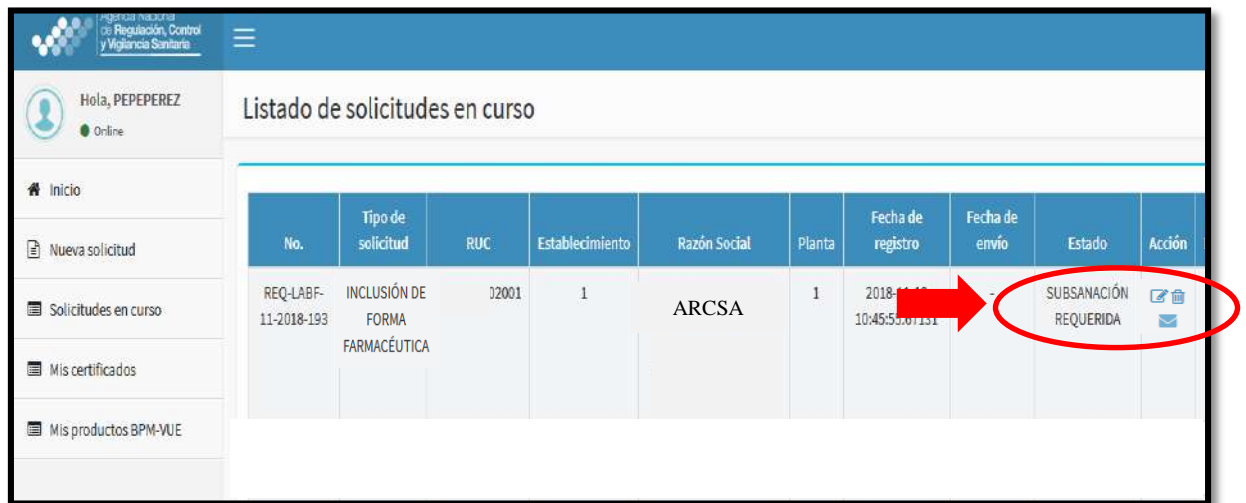 Agencia Nacional
de Regulación, Control
y Vigilancia Sanitaria
Hola, PEPEPEREZ
Online
Inicio
Nueva solicitud
Solicitudes en curso
Mis certificados
Mis productos BPM-VUE
Listado de solicitudes en curso
No.
Tipo de
solicitud
RUC
Establecimiento
Razón Social
Planta
Fecha de
registro
Fecha de
envío
Estado
Acción
REQ-LABF-
11-2018-193
INCLUSIÓN DE
FORMA
FARMACÉUTICA
02001
1
ARCSA
1
-
SUBSANACIÓN
REQUERIDA